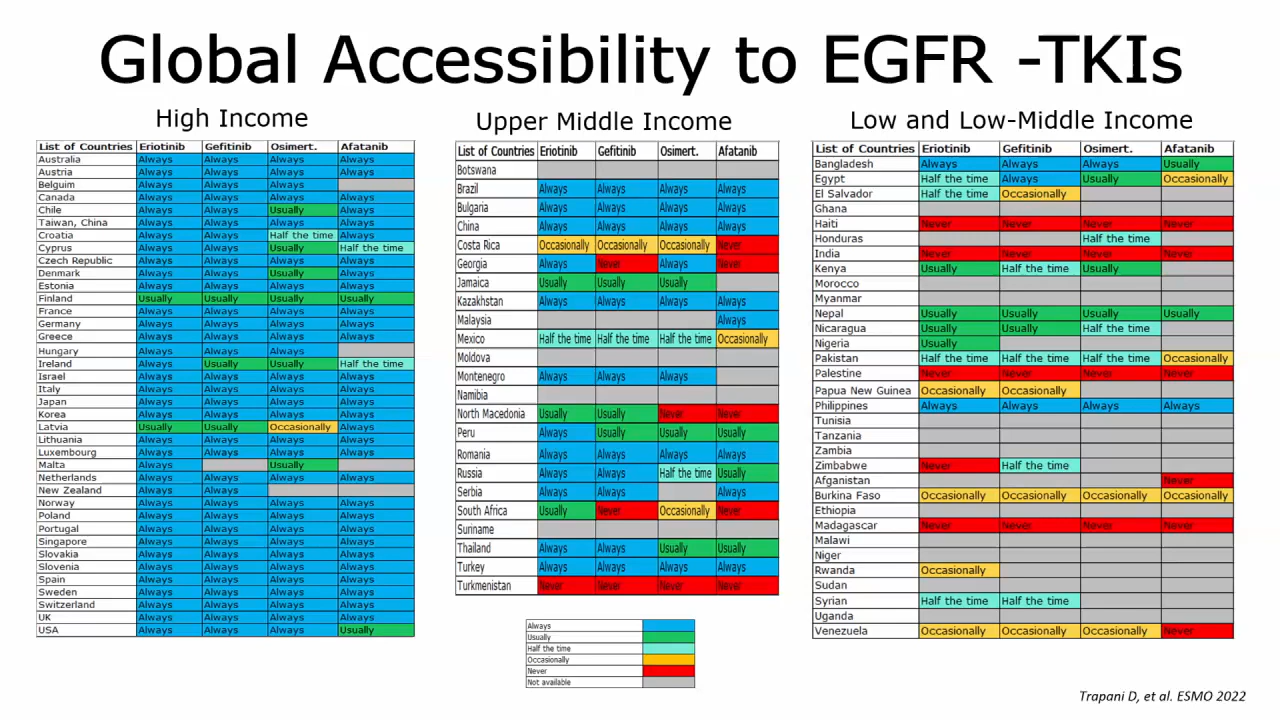 Global Accessibility to EGFR -TKIs
High Income
List of Countries Eriotinib Gefitinib Osimert. Afatanib
Australia Always Always Always Always
Austria Always Always Always Always
Belguim Always Always Always
Canada Always Always Always Always
Chile Always Always Usually Always
Taiwan, China Always Always Always Always
Croatia Always Always Half the time Always
Cyprus Always Always Usually Half the time
Czech Republic Always Always Always Always
Denmark Always Always Usually Always
Estonia Always Always Always Always
Finland Usually Usually Usually Usually
France Always Always Always Always
Germany Always Always Always Always
Greece Always Always Always Always
Hungary Always Always Always
Ireland Always Usually Usually Half the time
Israel Always Always Always Always
Italy Always Always Always Always
Japan Always Always Always Always
Korea Always Always Always Always
Latvia Usually Usually Occasionally Always
Lithuania Always Always Always Always
Luxembourg Always Always Always Always
Malta Always Usually
Netherlands Always Always Always Always
New Zealand Always Always
Norway Always Always Always Always
Poland Always Always Always Always
Portugal Always Always Always Always
Singapore Always Always Always Always
Slovakia Always Always Always Always
Slovenia Always Always Always Always
Spain Always Always Always Always
Sweden Always Always Always Always
Switzerland Always Always Always Always
UK Always Always Always Always
USA Always Always Always Usually
Upper Middle Income
List of Countries Eriotinib Gefitinib Osimert. Afatanib
Botswana
Brazil Always Always Always Always
Bulgaria Always Always Always Always
China Always Always Always Always
Costa Rica Occasionally Occasionally Occasionally Never
Georgia Always Never Always Never
Jamaica Usually Usually Usually
Kazakhstan Always Always Always Always
Malaysia Always
Mexico Half the time Half the time Half the time Occasionally
Moldova
Montenegro Always Always Always
Namibia
North Macedonia Usually Usually Never Never
Peru Always Usually Usually Usually
Romania Always Always Always Always
Russia Always Always Half the time Usually
Serbia Always Always Always
South Africa Usually Never Occasionally Never
Suriname
Thailand Always Always Usually Usually
Turkey Always Always Always Always
Turkmenistan Never Never Never Never
Always
Usually
Half the time
Occasionally
Never
Not available
Low and Low-Middle Income
List of Countries Eriotinib Gefitinib Osimert. Afatanib
Bangladesh Always Always Always Usually
Egypt Half the time Always Usually Occasionally
El Salvador Half the time Occasionally
Ghana
Haiti Never Never Never Never
Honduras Half the time
India Never Never Never Never
Kenya Usually Half the time Usually
Morocco
Myanmar
Nepal Usually Usually Usually Usually
Nicaragua Usually Usually Half the time
Nigeria Usually
Pakistan Half the time Half the time Half the time Occasionally
Palestine Never Never Never Never
Papua New Guinea Occasionally Occasionally
Philippines Always Always Always Always
Tunisia
Tanzania
Zambia
Zimbabwe Never Half the time
Afganistan Never
Burkina Faso Occasionally Occasionally Occasionally Occasionally
Ethiopia
Madagascar Never Never Never Never
Malawi
Niger
Rwanda Occasionally
Sudan
Syrian Half the time Half the time
Uganda
Venezuela Occasionally Occasionally Occasionally Never
Trapani D, et al. ESMO 2022